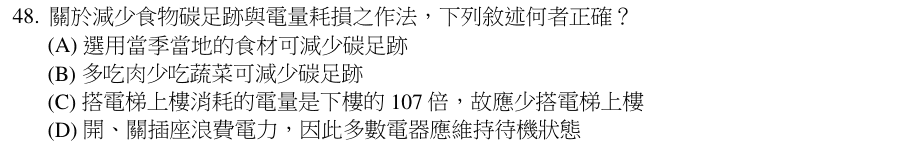 48. 關於減少食物碳足跡與電量耗損之作法，下列敘述何者正確？
(A) 選用當季當地的食材可減少碳足跡
(B) 多吃肉少吃蔬菜可減少碳足跡
(C) 搭電梯上樓消耗的電量是下樓的 107 倍，故應少搭電梯上樓
(D) 開、關插座浪費電力，因此多數電器應維持待機狀態